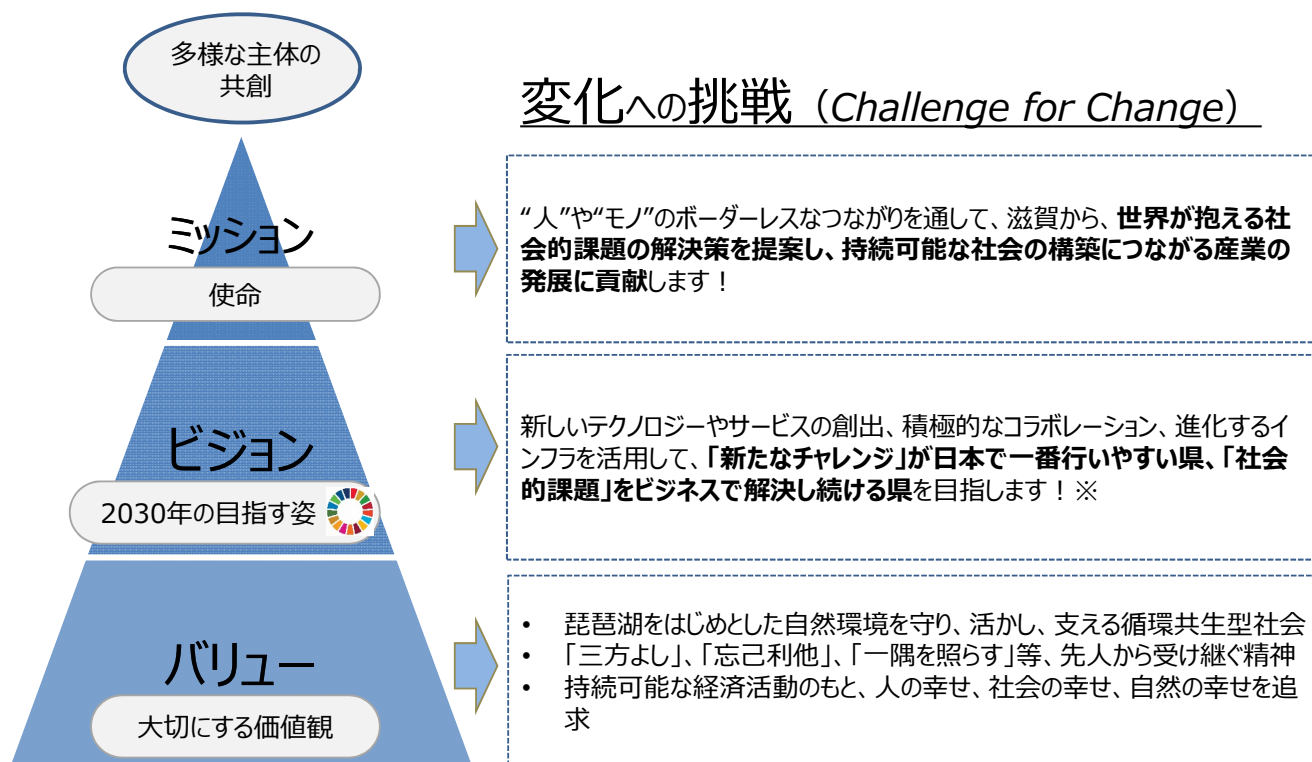 多様な主体の
共創
変化への挑戦（Challenge for Change）
ミッション
使命
“人”や“モノ”のボーダーレスなつながりを通して、滋賀から、世界が抱える社
会的課題の解決策を提案し、持続可能な社会の構築につながる産業の
発展に貢献します！
ビジョン
2030年の目指す姿
新しいテクノロジーやサービスの創出、積極的なコラボレーション、進化するイ
ンフラを活用して、「新たなチャレンジ」が日本で一番行いやすい県、「社会
的課題」をビジネスで解決し続ける県を目指します！※
バリュー
大切にする価値観
• 琵琶湖をはじめとした自然環境を守り、活かし、支える循環共生型社会
• 「三方よし」、「忘己利他」、「一隅を照らす」等、先人から受け継ぐ精神
• 持続可能な経済活動のもと、人の幸せ、社会の幸せ、自然の幸せを追
求